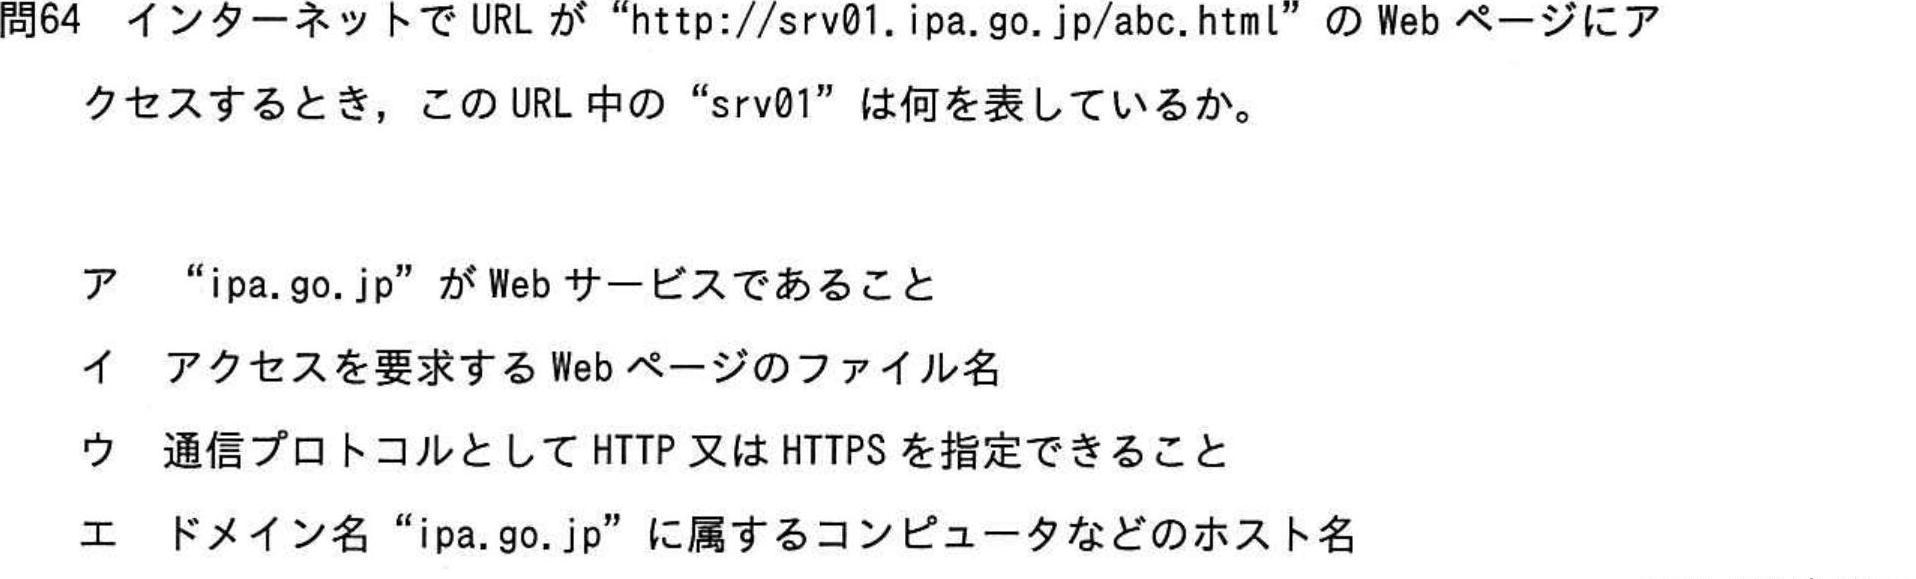 問64　インターネットで URL が “http://srv01.ipa.go.jp/abc.html” の Web ページにア
クセスするとき，この URL 中の “srv01” は何を表しているか。
ア　“ipa.go.jp” が Web サービスであること
イ　アクセスを要求する Web ページのファイル名
ウ　通信プロトコルとして HTTP 又は HTTPS を指定できること
エ　ドメイン名 “ipa.go.jp” に属するコンピュータなどのホスト名